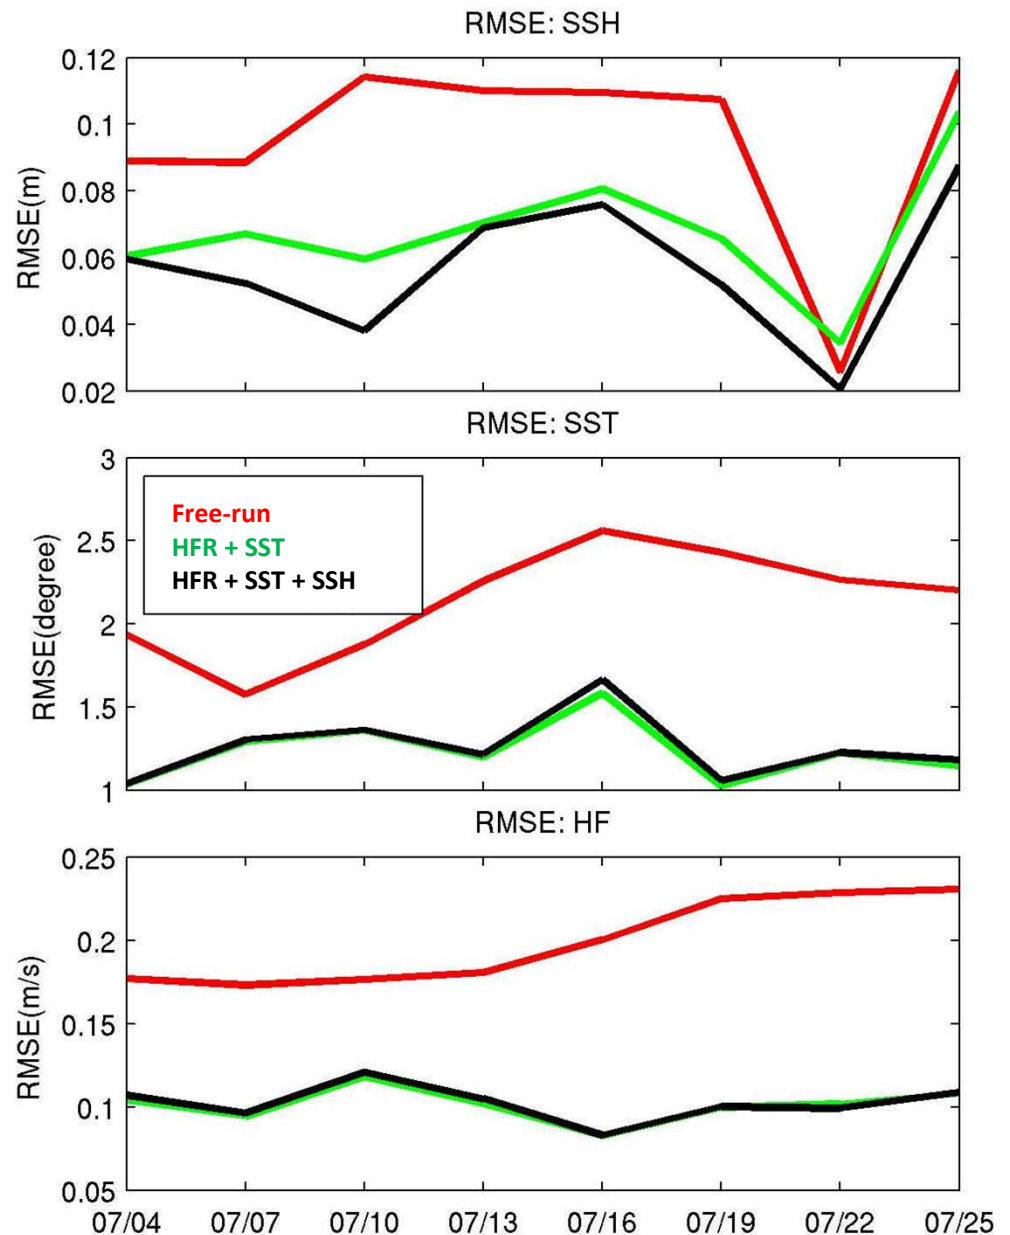 RMSE: SSH
0.12
0.1
0.08
0.06
0.04
0.02
RMSE(m)
RMSE: SST
3
2.5
2
1.5
1
RMSE(degree)
Free-run
HFR + SST
HFR + SST + SSH
RMSE: HF
0.25
0.2
0.15
0.1
0.05
RMSE(m/s)
07/04 07/07 07/10 07/13 07/16 07/19 07/22 07/25